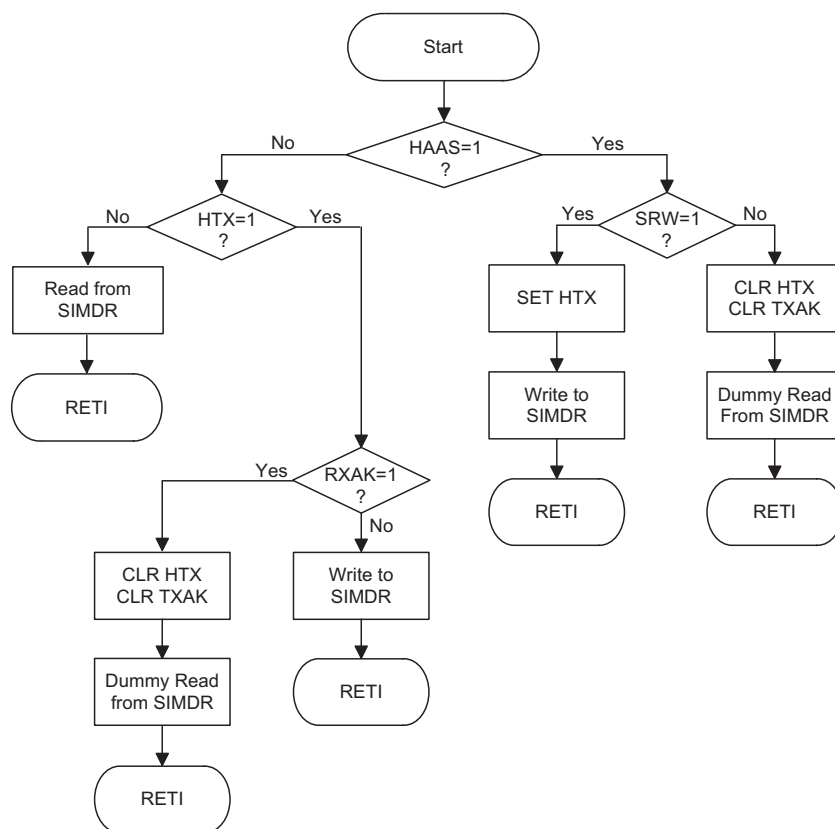 Start
No
HAAS=1
?
Yes
No
HTX=1
?
Yes
Yes
SRW=1
?
No
Read from
SIMDR
SET HTX
CLR HTX
CLR TXAK
RETI
Write to
SIMDR
Dummy Read
From SIMDR
Yes
RXAK=1
?
No
RETI
RETI
CLR HTX
CLR TXAK
Write to
SIMDR
Dummy Read
from SIMDR
RETI
RETI